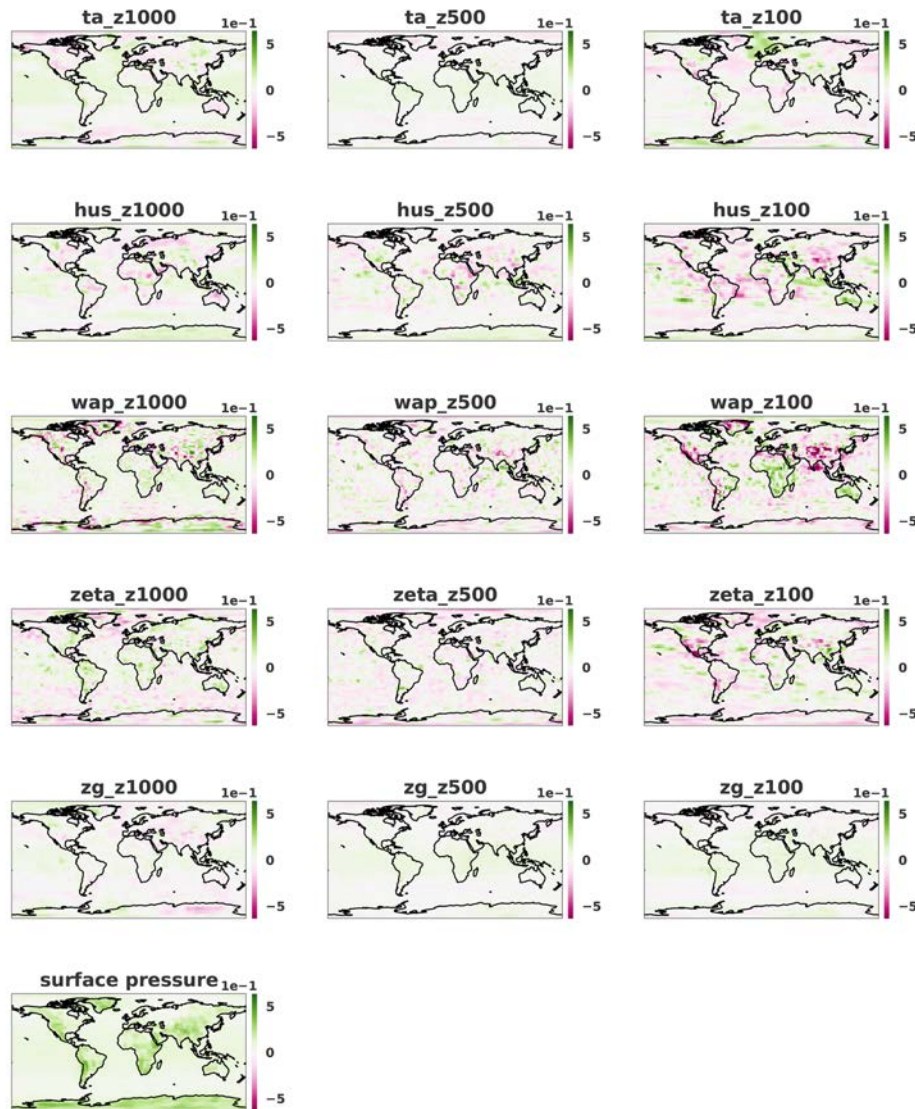 ta_z1000 1e−1 ta_z500 1e−1 ta_z100 1e−1
5 5 5
0 0 0
−5 −5 −5
hus_z1000 1e−1 hus_z500 1e−1 hus_z100 1e−1
5 5 5
0 0 0
−5 −5 −5
wap_z1000 1e−1 wap_z500 1e−1 wap_z100 1e−1
5 5 5
0 0 0
−5 −5 −5
zeta_z1000 1e−1 zeta_z500 1e−1 zeta_z100 1e−1
5 5 5
0 0 0
−5 −5 −5
zg_z1000 1e−1 zg_z500 1e−1 zg_z100 1e−1
5 5 5
0 0 0
−5 −5 −5
surface pressure 1e−1
5
0
−5